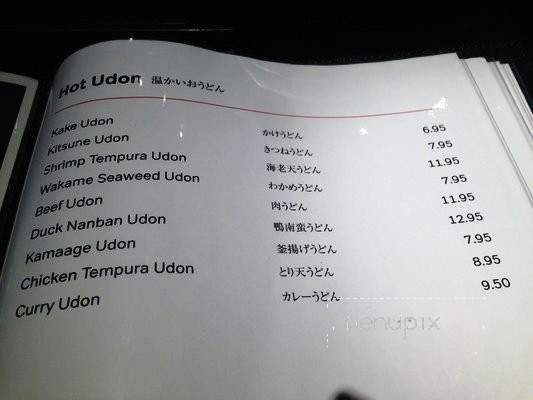 Hot Udon 温かいおうどん
Kake Udon かけうどん 6.95
Kitsune Udon きつねうどん 7.95
Shrimp Tempura Udon 海老天うどん 11.95
Wakame Seaweed Udon わかめうどん 7.95
Beef Udon 肉うどん 11.95
Duck Nanban Udon 鴨南蛮うどん 12.95
Kamaage Udon 釜揚げうどん 7.95
Chicken Tempura Udon とり天うどん 8.95
Curry Udon カレーうどん 9.50
menupix